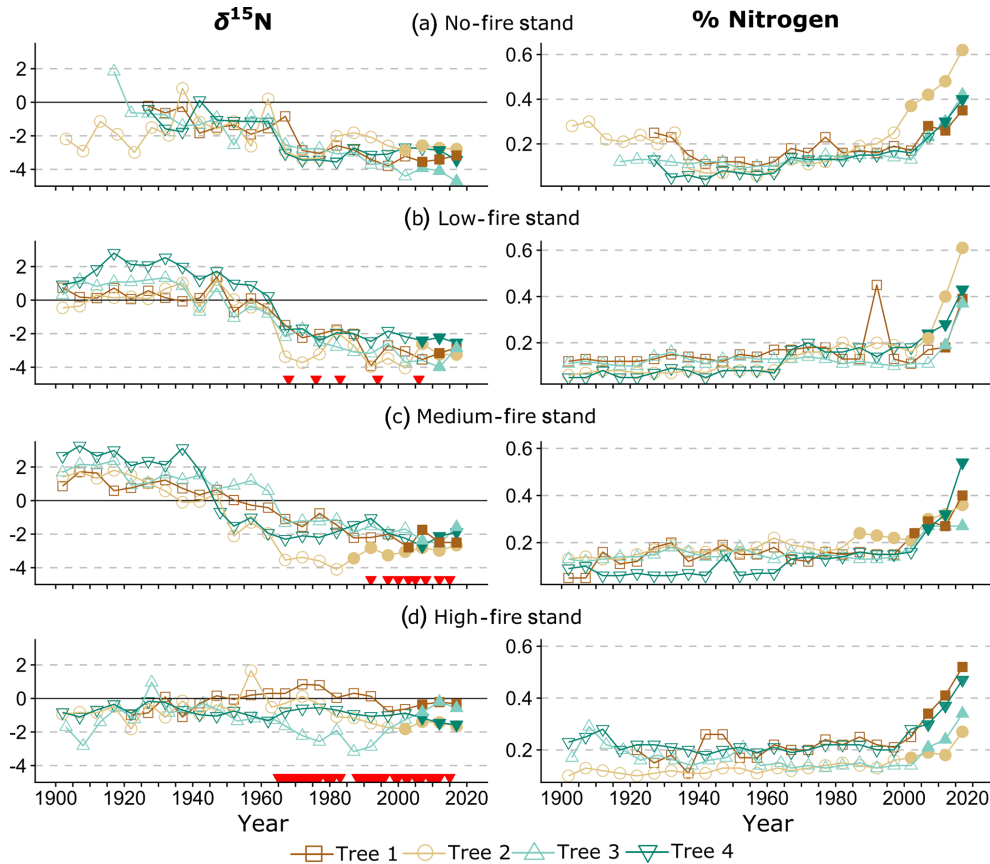 δ15N
% Nitrogen
(a) No-fire stand
2
0
-2
-4
0.6
0.4
0.2
(b) Low-fire stand
2
0
-2
-4
0.6
0.4
0.2
(c) Medium-fire stand
2
0
-2
-4
0.6
0.4
0.2
(d) High-fire stand
2
0
-2
-4
0.6
0.4
0.2
1900 1920 1940 1960 1980 2000 2020
1900 1920 1940 1960 1980 2000 2020
Year
Year
Tree 1 Tree 2 Tree 3 Tree 4